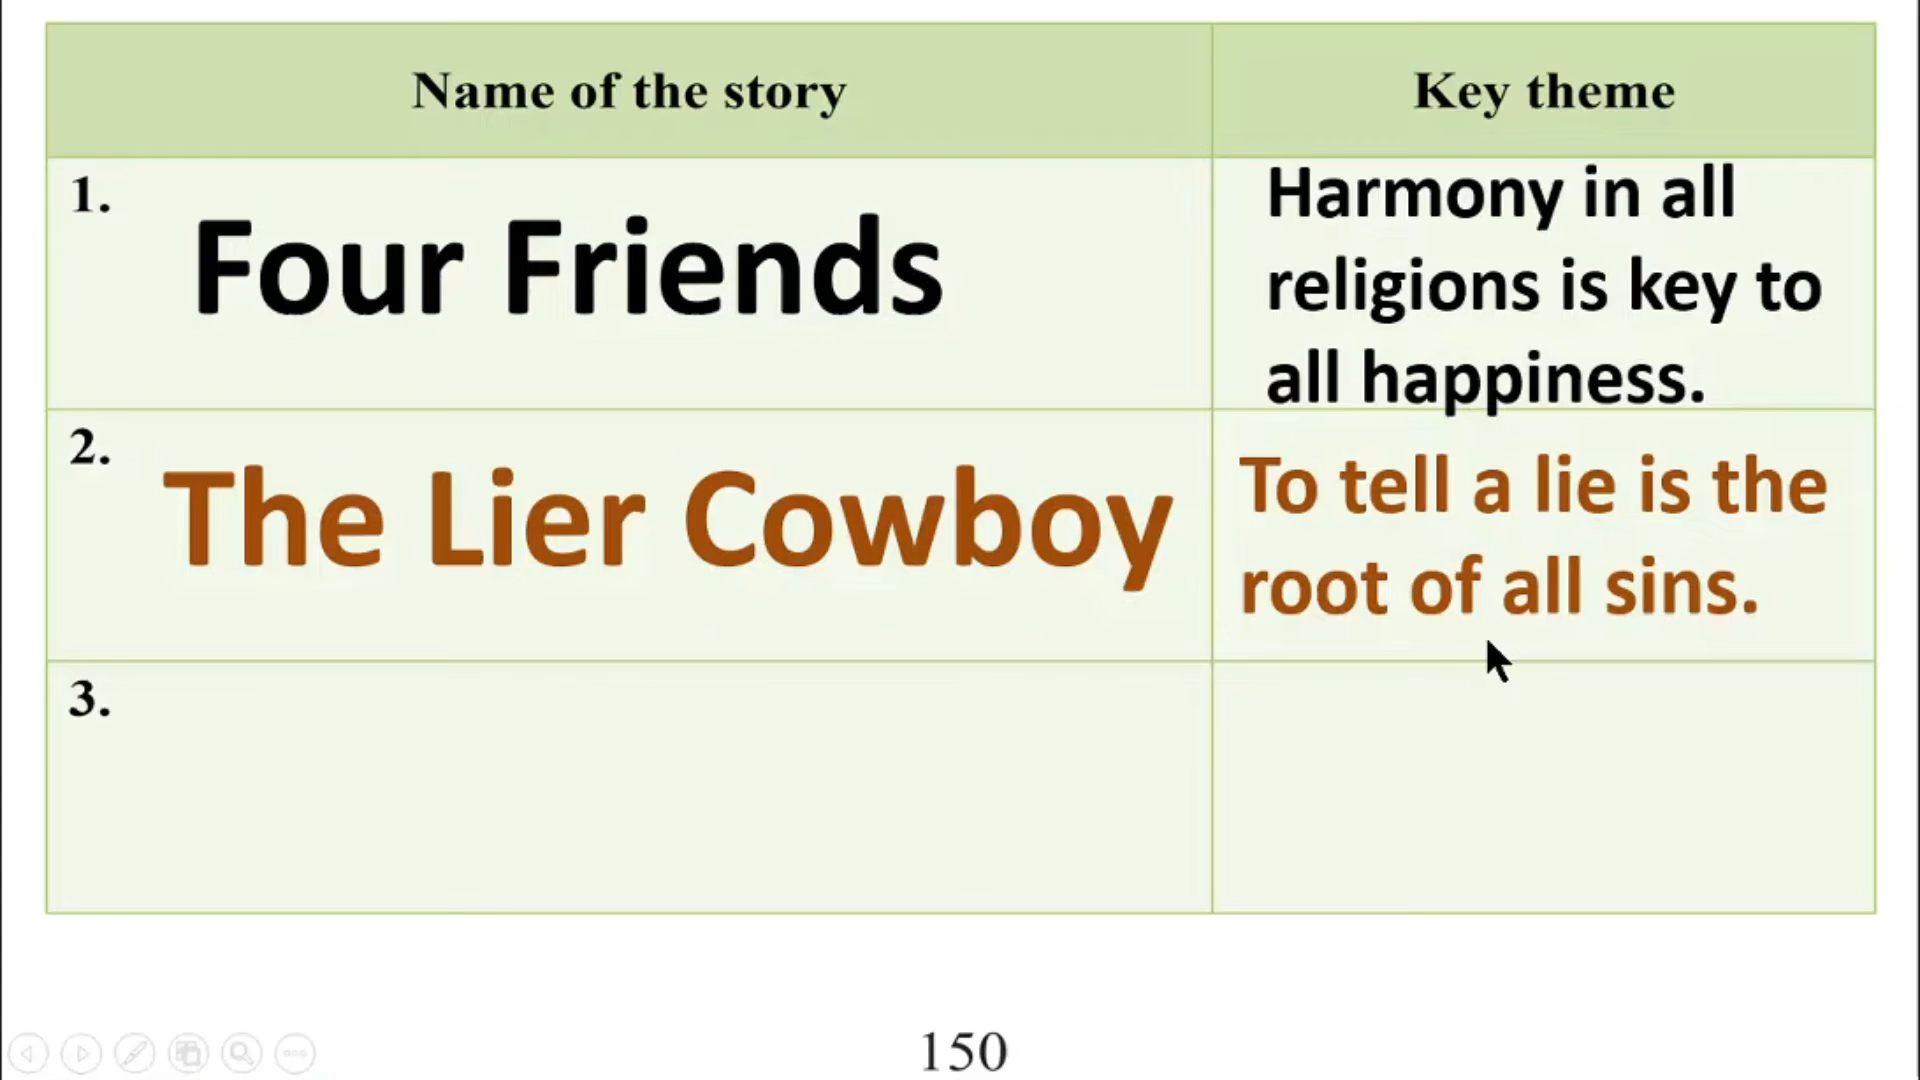 Name of the story
Key theme
1.
Four Friends
Harmony in all
religions is key to
all happiness.
2.
The Lier Cowboy
To tell a lie is the
root of all sins.
3.
150